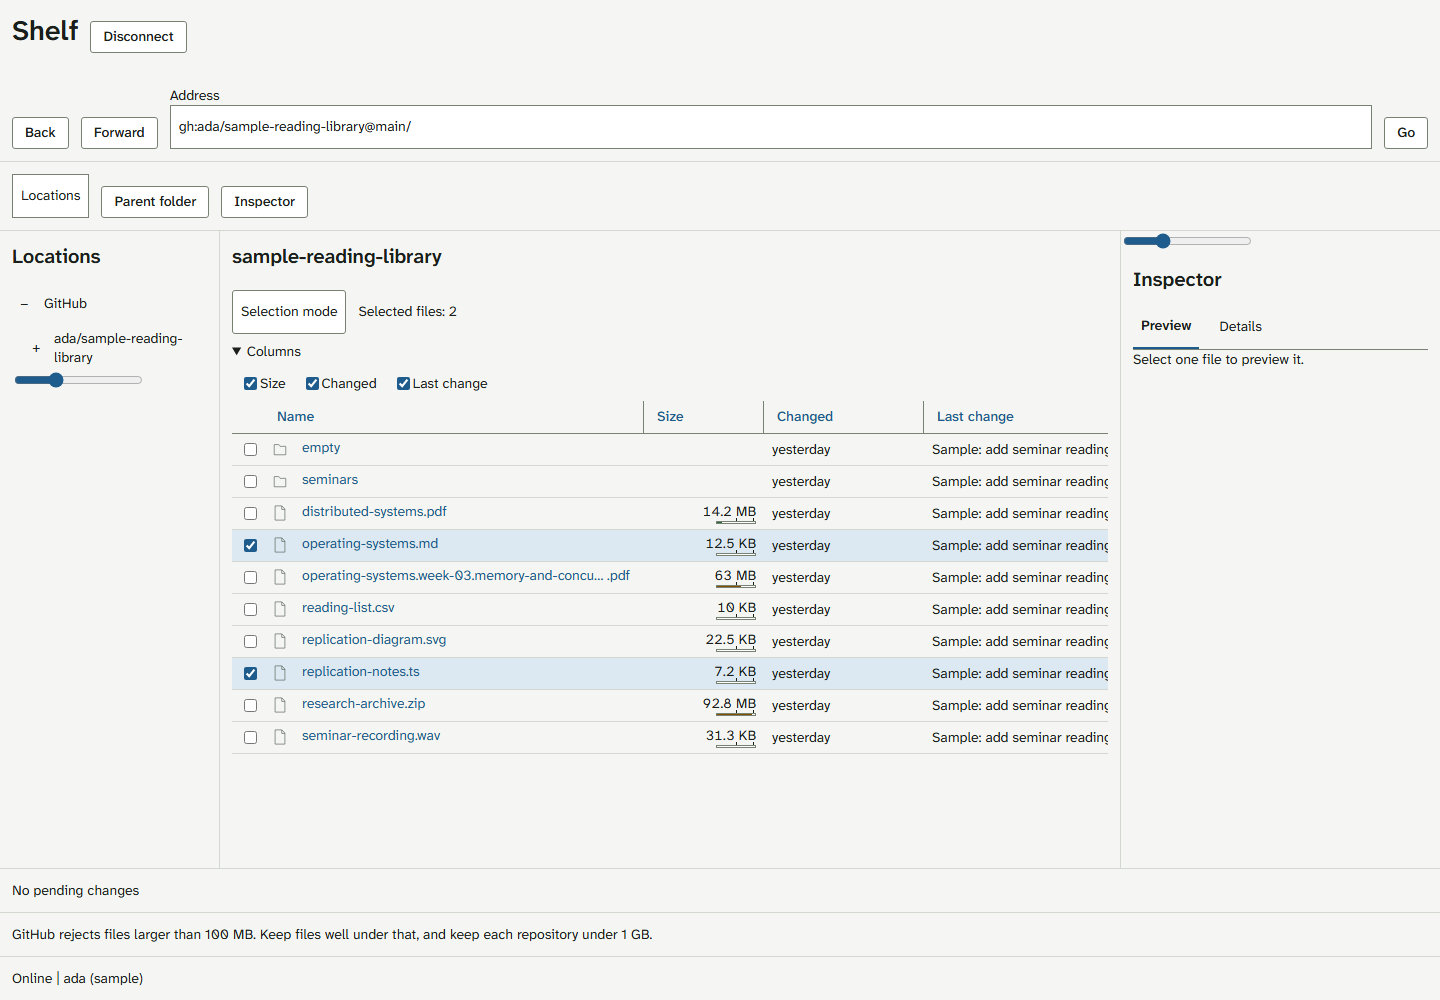 Shelf
Disconnect
Address
Back
Forward
gh:ada/sample-reading-library@main/
Go
Locations
Parent folder
Inspector
Locations
– GitHub
+ ada/sample-reading-
library
sample-reading-library
Selection mode
Selected files: 2
▼ Columns
Size
Changed
Last change
Name Size Changed Last change
empty yesterday Sample: add seminar reading
seminars yesterday Sample: add seminar reading
distributed-systems.pdf 14.2 MB yesterday Sample: add seminar reading
operating-systems.md 12.5 KB yesterday Sample: add seminar reading
operating-systems.week-03.memory-and-concu... .pdf 63 MB yesterday Sample: add seminar reading
reading-list.csv 10 KB yesterday Sample: add seminar reading
replication-diagram.svg 22.5 KB yesterday Sample: add seminar reading
replication-notes.ts 7.2 KB yesterday Sample: add seminar reading
research-archive.zip 92.8 MB yesterday Sample: add seminar reading
seminar-recording.wav 31.3 KB yesterday Sample: add seminar reading
Inspector
Preview
Details
Select one file to preview it.
No pending changes
GitHub rejects files larger than 100 MB. Keep files well under that, and keep each repository under 1 GB.
Online | ada (sample)